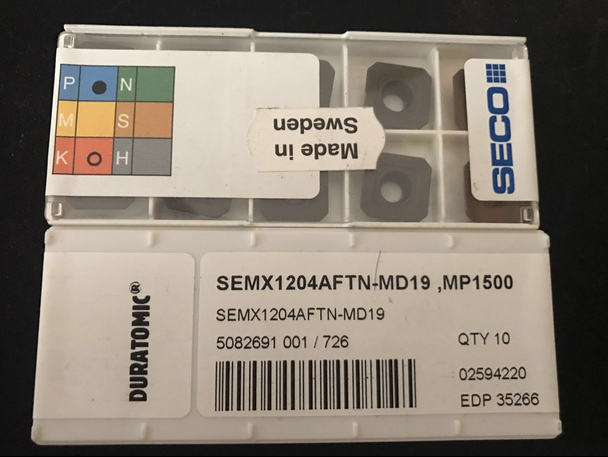 P N
M S
K H
Made in
Sweden
SECO
DURATOMIC®
SEMX1204AFTN-MD19 ,MP1500
SEMX1204AFTN-MD19
5082691 001 / 726
QTY 10
02594220
EDP 35266